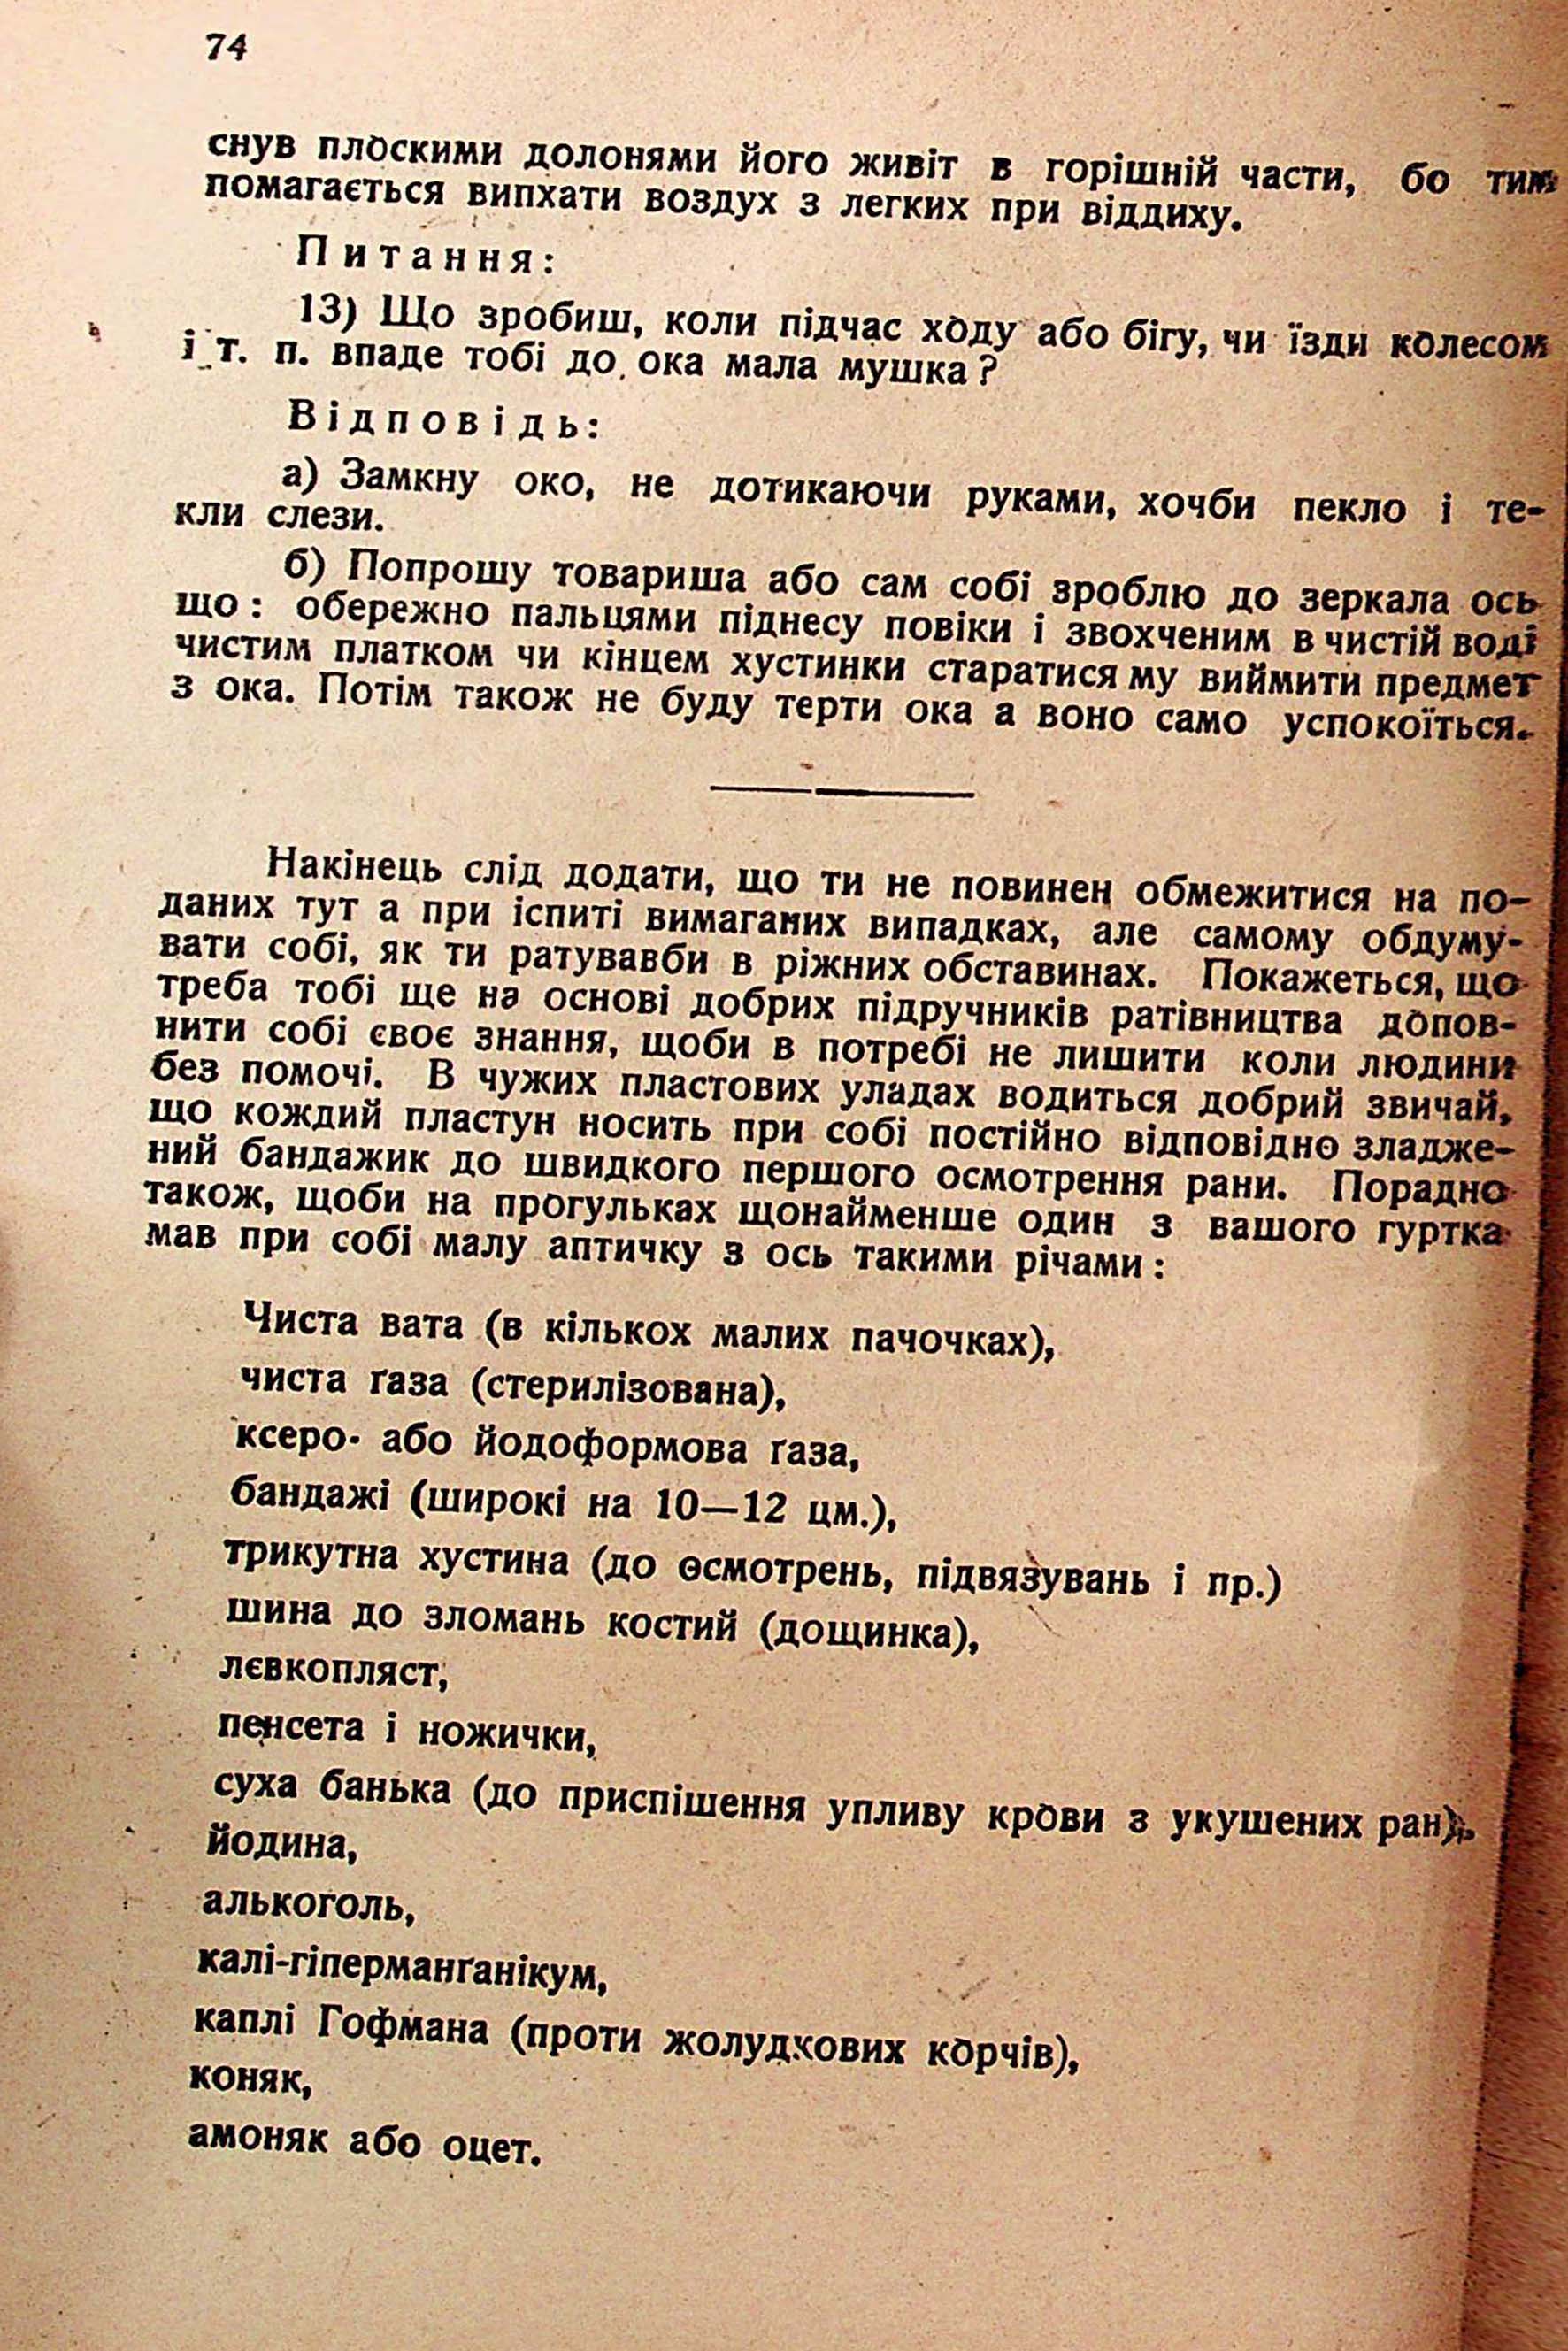 74
снув плоскими долонями його живіт в горішній части, бо тим
помагається випхати воздух з легких при віддиху.
Питання:
13) Що зробиш, коли підчас ходу або бігу, чи їзди колесом
і т. п. впаде тобі до ока мала мушка?
Відповідь:
а) Замкну око, не дотикаючи руками, хочби пекло і те-
кли слези.
б) Попрошу товариша або сам собі зроблю до зеркала ось
що: обережно пальцями піднесу повіки і звохченим в чистій воді
чистим платком чи кінцем хустинки старатися му виймити предмет
з ока. Потім також не буду терти ока а воно само успокоїться.
Накінець слід додати, що ти не повинен обмежитися на по-
даних тут а при іспиті вимаганих випадках, але самому обдуму-
вати собі, як ти ратувавби в ріжних обставинах. Покажеться, що
треба тобі ще на основі добрих підручників ратівництва допов-
нити собі своє знання, щоби в потребі не лишити коли людини
без помочі. В чужих пластових уладах водиться добрий звичай,
що кождий пластун носить при собі постійно відповідно зладже-
ний бандажик до швидкого першого осмотрення рани. Порадно
також, щоби на прогульках щонайменше один з вашого гуртка
мав при собі малу аптичку з ось такими річами:
Чиста вата (в кількох малих пачочках),
чиста ґаза (стерилізована),
ксеро- або йодоформова ґаза,
бандажі (широкі на 10—12 цм.),
трикутна хустина (до осмотрень, підвязувань і пр.)
шина до зломань костий (дощинка),
лєвкопляст,
пенсета і ножички,
суха банька (до приспішення упливу крови з укушених ран),
йодина,
алькоголь,
калі-гіперманґанікум,
каплі Гофмана (проти жолудкових корчів),
коняк,
амоняк або оцет.